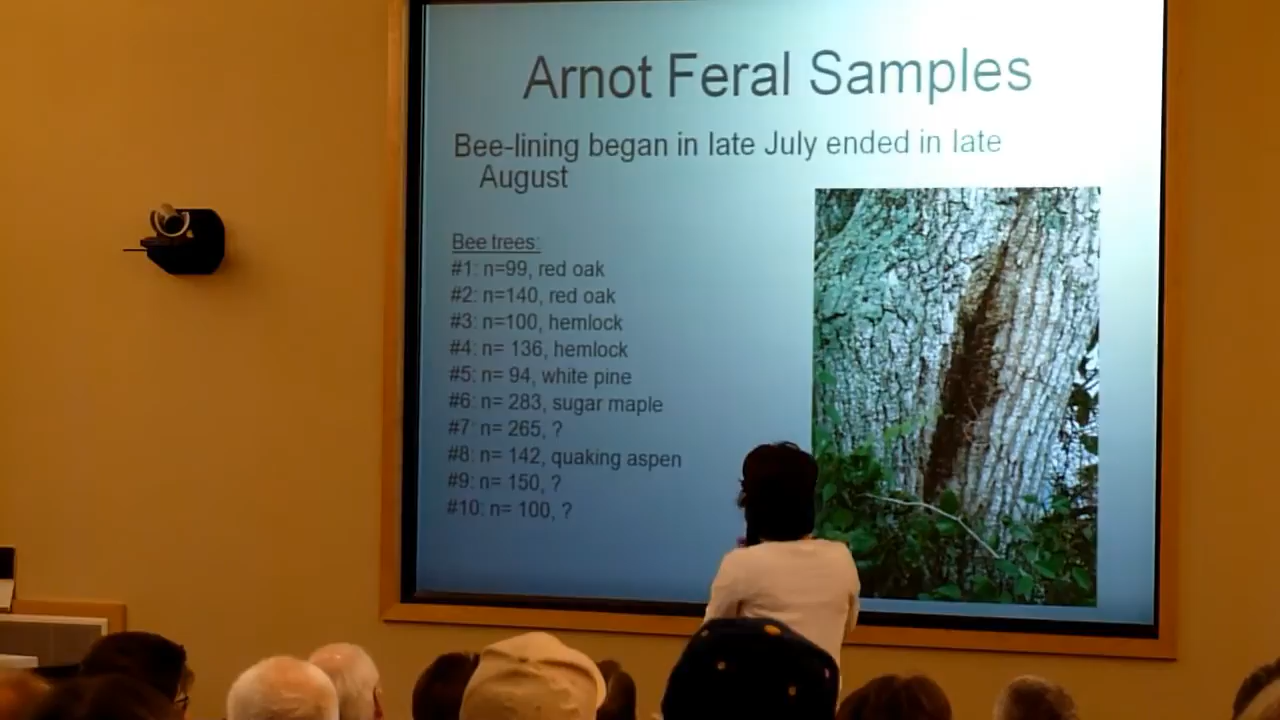 Arnot Feral Samples
Bee-lining began in late July ended in late
August
Bee trees:
#1: n=99, red oak
#2: n=140, red oak
#3: n=100, hemlock
#4: n= 136, hemlock
#5: n= 94, white pine
#6: n= 283, sugar maple
#7: n= 265, ?
#8: n= 142, quaking aspen
#9: n= 150, ?
#10: n= 100, ?